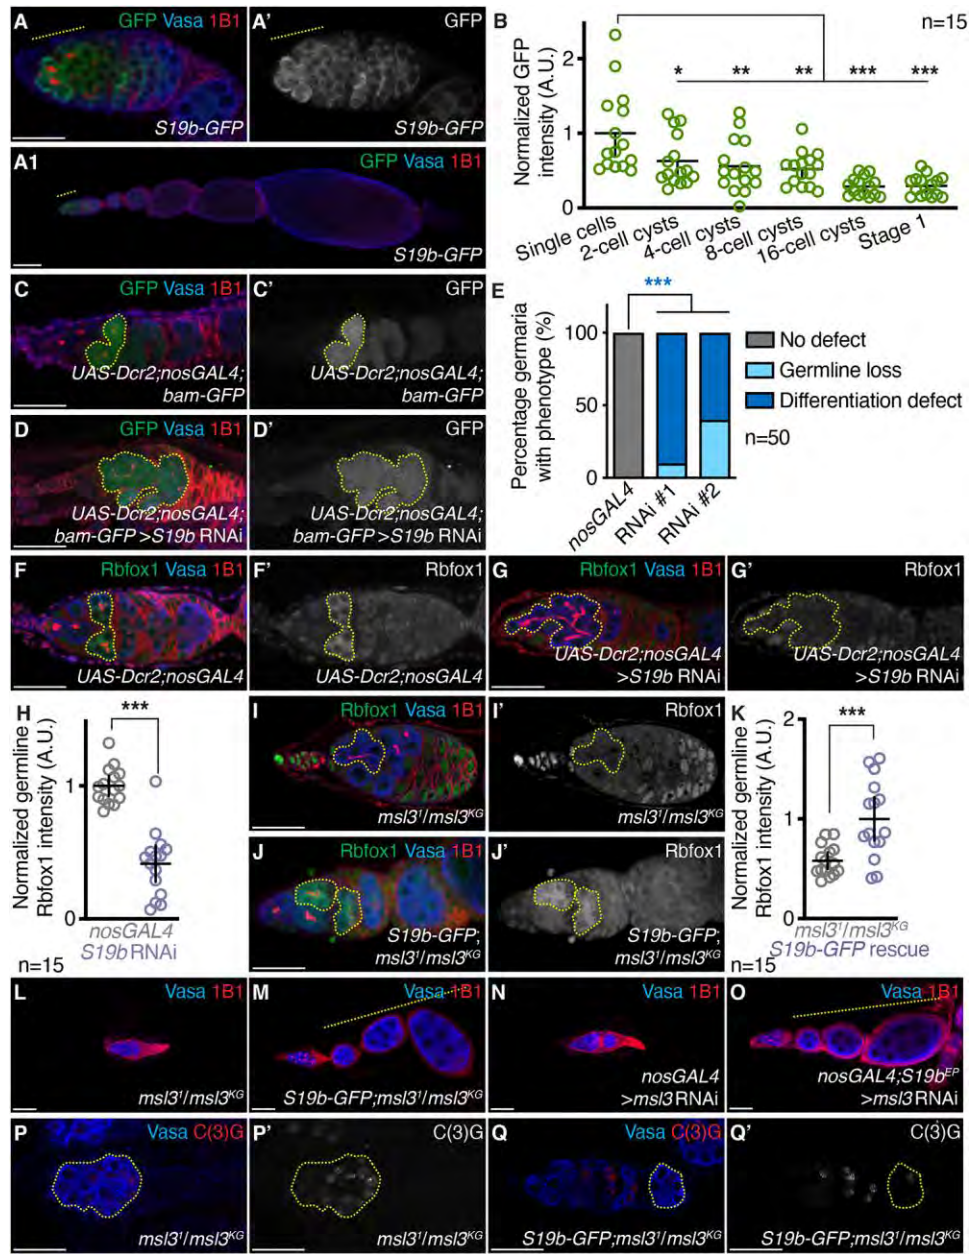 A GFP Vasa 1B1
S19b-GFP
A' GFP
S19b-GFP
B n=15
Normalized GFP
intensity (A.U.)
2
1
0
* ** ** *** ***
Single cells
2-cell cysts
4-cell cysts
8-cell cysts
16-cell cysts
Stage 1
A1 GFP Vasa 1B1
S19b-GFP
C GFP Vasa 1B1
UAS-Dcr2;nosGAL4;
bam-GFP
C' GFP
UAS-Dcr2;nosGAL4;
bam-GFP
D GFP Vasa 1B1
UAS-Dcr2;nosGAL4;
bam-GFP >S19b RNAi
D' GFP
UAS-Dcr2;nosGAL4;
bam-GFP >S19b RNAi
E
***
Percentage germaria
with phenotype (%)
100
50
0
nosGAL4
RNAi #1
RNAi #2
No defect
Germline loss
Differentiation defect
n=50
F Rbfox1 Vasa 1B1
UAS-Dcr2;nosGAL4
F' Rbfox1
UAS-Dcr2;nosGAL4
G Rbfox1 Vasa 1B1
UAS-Dcr2;nosGAL4
>S19b RNAi
G' Rbfox1
UAS-Dcr2;nosGAL4
>S19b RNAi
H
***
Normalized germline
Rbfox1 intensity (A.U.)
1
0
nosGAL4
S19b RNAi
n=15
I Rbfox1 Vasa 1B1
msl3¹/msl3ᴷᴳ
I' Rbfox1
msl3¹/msl3ᴷᴳ
J Rbfox1 Vasa 1B1
S19b-GFP;
msl3¹/msl3ᴷᴳ
J' Rbfox1
S19b-GFP;
msl3¹/msl3ᴷᴳ
K
***
Normalized germline
Rbfox1 intensity (A.U.)
2
1
0
msl3¹/msl3ᴷᴳ
S19b-GFP rescue
n=15
L Vasa 1B1
msl3¹/msl3ᴷᴳ
M Vasa 1B1
S19b-GFP;msl3¹/msl3ᴷᴳ
N Vasa 1B1
nosGAL4
>msl3 RNAi
O Vasa 1B1
nosGAL4;S19bᴱᴾ
>msl3 RNAi
P Vasa C(3)G
msl3¹/msl3ᴷᴳ
P' C(3)G
msl3¹/msl3ᴷᴳ
Q Vasa C(3)G
S19b-GFP;msl3¹/msl3ᴷᴳ
Q' C(3)G
S19b-GFP;msl3¹/msl3ᴷᴳ